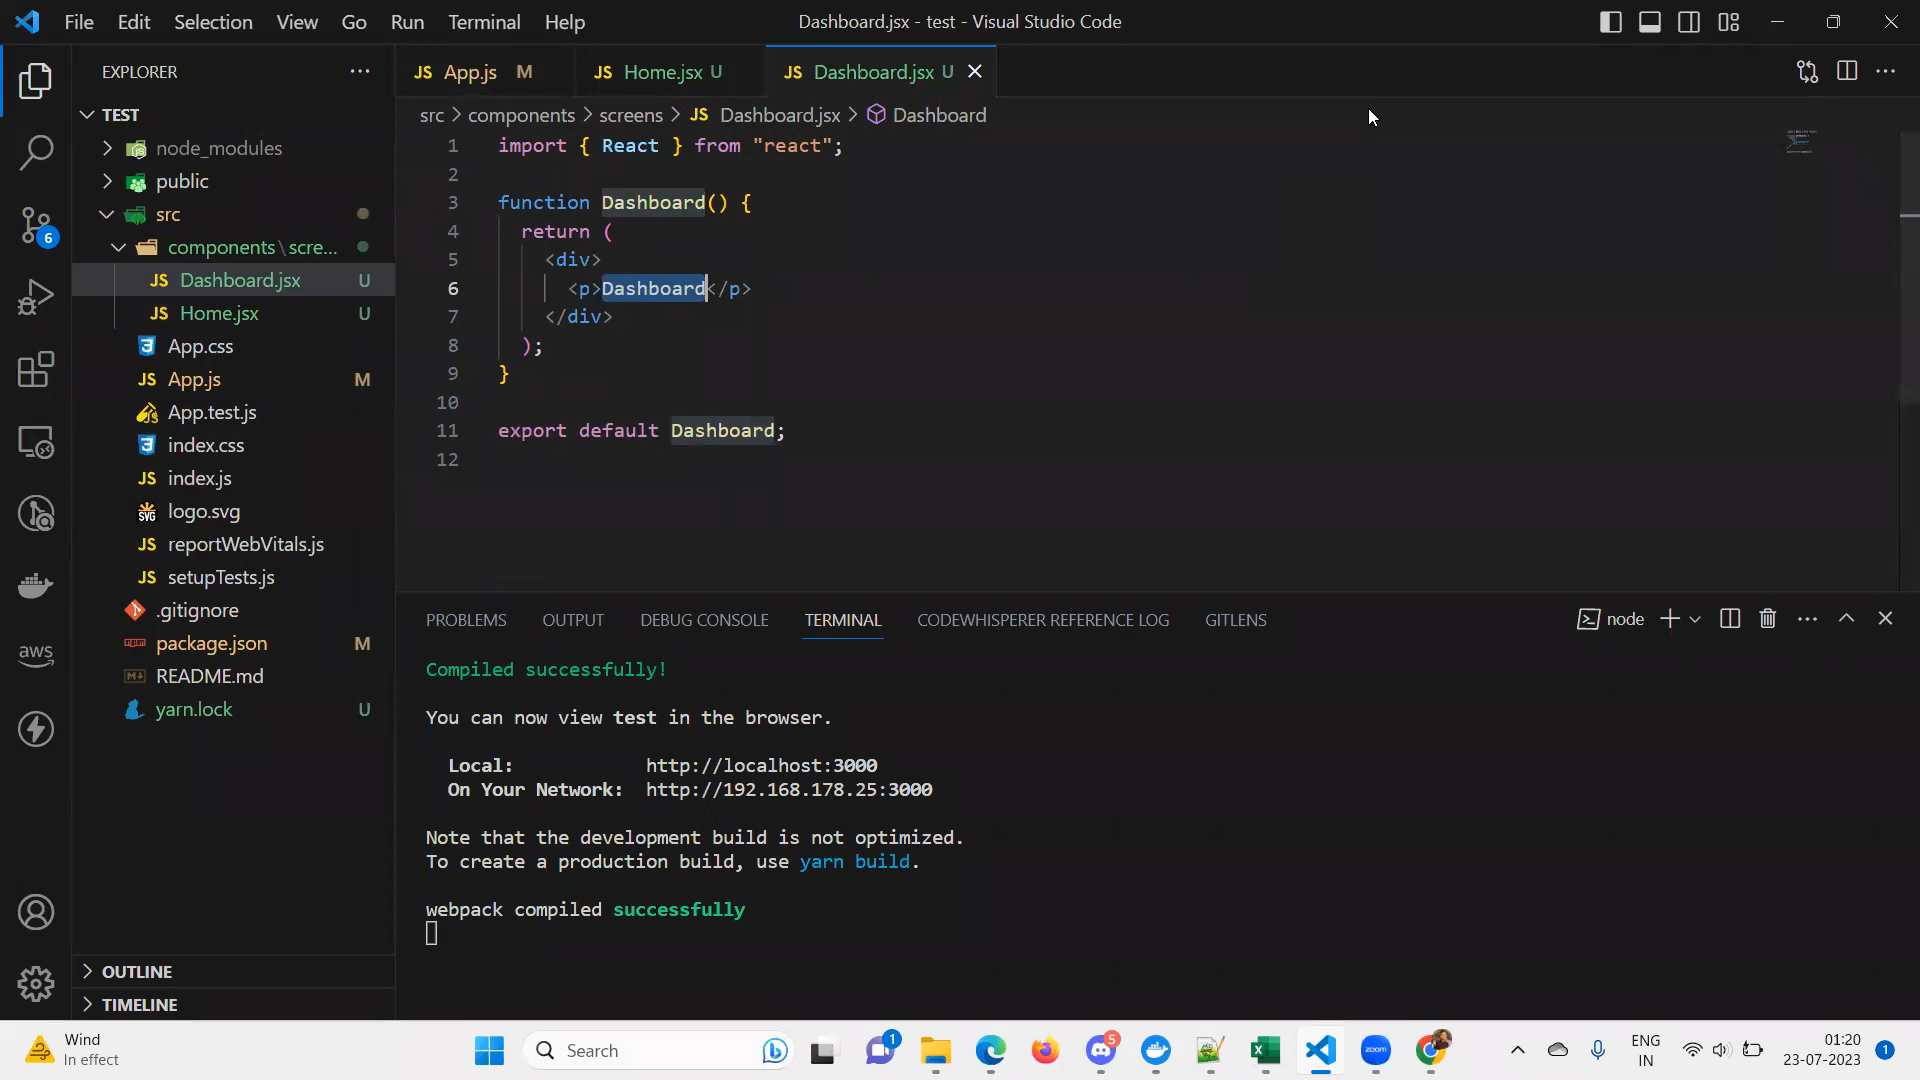 File Edit Selection View Go Run Terminal Help Dashboard.jsx - test - Visual Studio Code
EXPLORER
JS App.js M JS Home.jsx U JS Dashboard.jsx U
TEST
src > components > screens > JS Dashboard.jsx > Dashboard
node_modules
public
src
components\scre...
JS Dashboard.jsx U
JS Home.jsx U
App.css
JS App.js M
App.test.js
index.css
JS index.js
SVG logo.svg
JS reportWebVitals.js
JS setupTests.js
.gitignore
package.json M
README.md
yarn.lock U
OUTLINE
TIMELINE
6
aws
1 import { React } from "react";
2
3 function Dashboard() {
4 return (
5 <div>
6 <p>Dashboard</p>
7 </div>
8 );
9 }
10
11 export default Dashboard;
12
PROBLEMS OUTPUT DEBUG CONSOLE TERMINAL CODEWHISPERER REFERENCE LOG GITLENS node
Compiled successfully!
You can now view test in the browser.
Local: http://localhost:3000
On Your Network: http://192.168.178.25:3000
Note that the development build is not optimized.
To create a production build, use yarn build.
webpack compiled successfully
Wind
In effect
Search
1
5
zoom
ENG
IN
01:20
23-07-2023
1